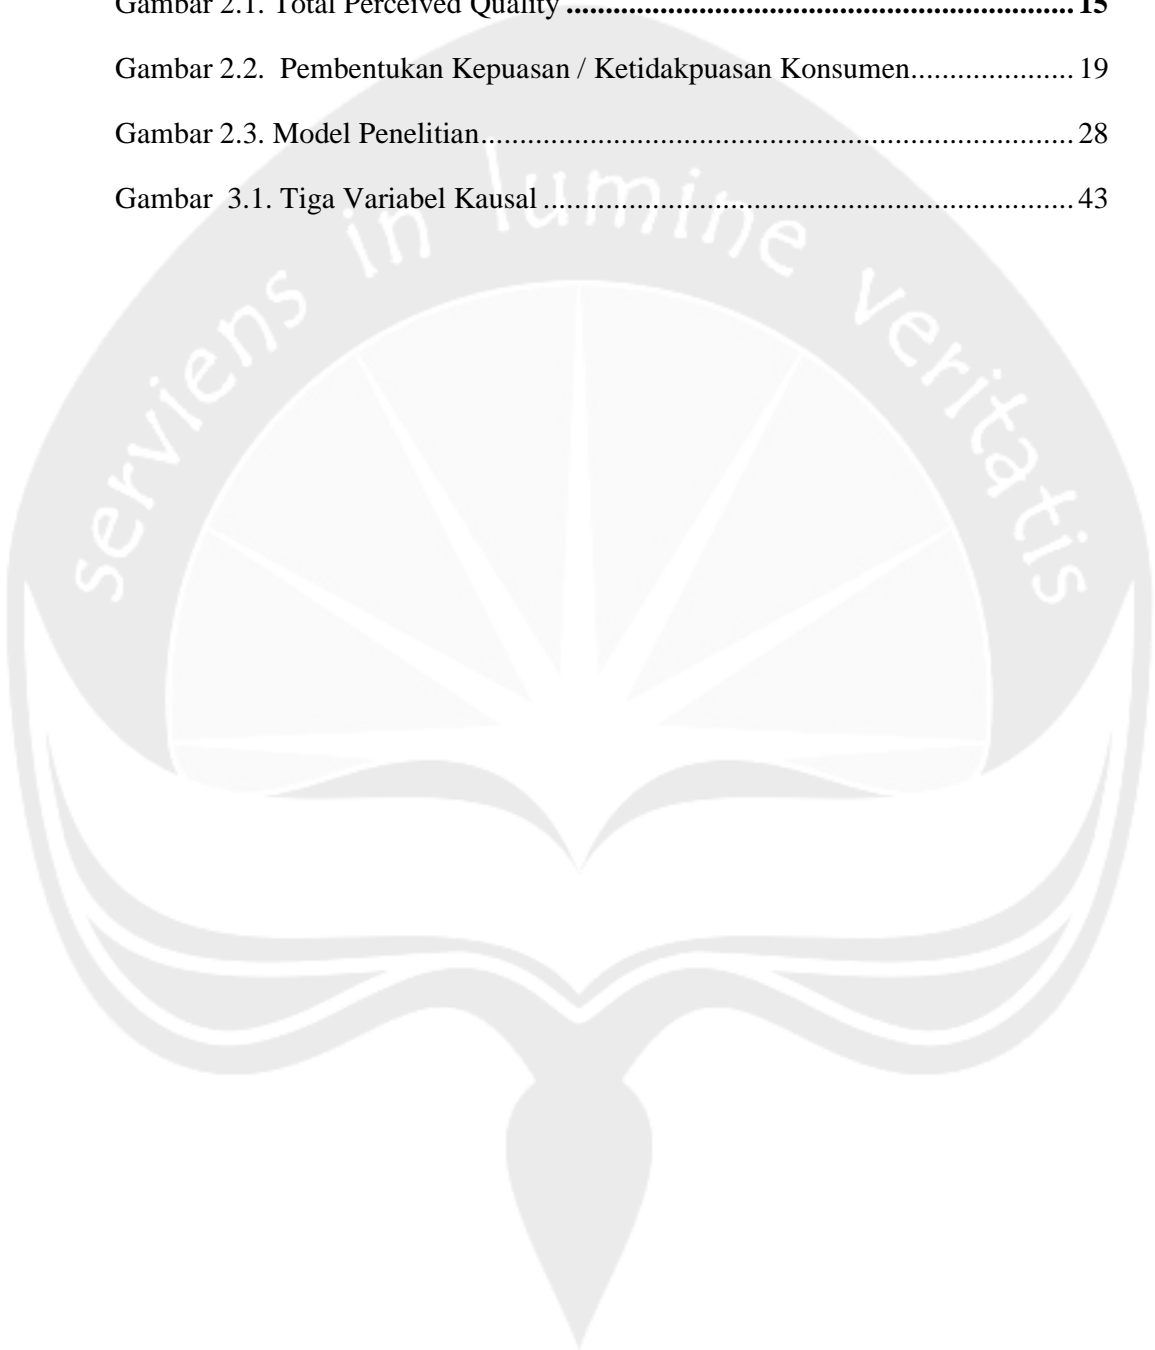 Gambar 2.1. Total Perceived Quality ........................................................................ 15
Gambar 2.2.  Pembentukan Kepuasan / Ketidakpuasan Konsumen...................... 19
Gambar 2.3. Model Penelitian................................................................................ 28
Gambar  3.1. Tiga Variabel Kausal ........................................................................ 43
serviens in lumine veritatis